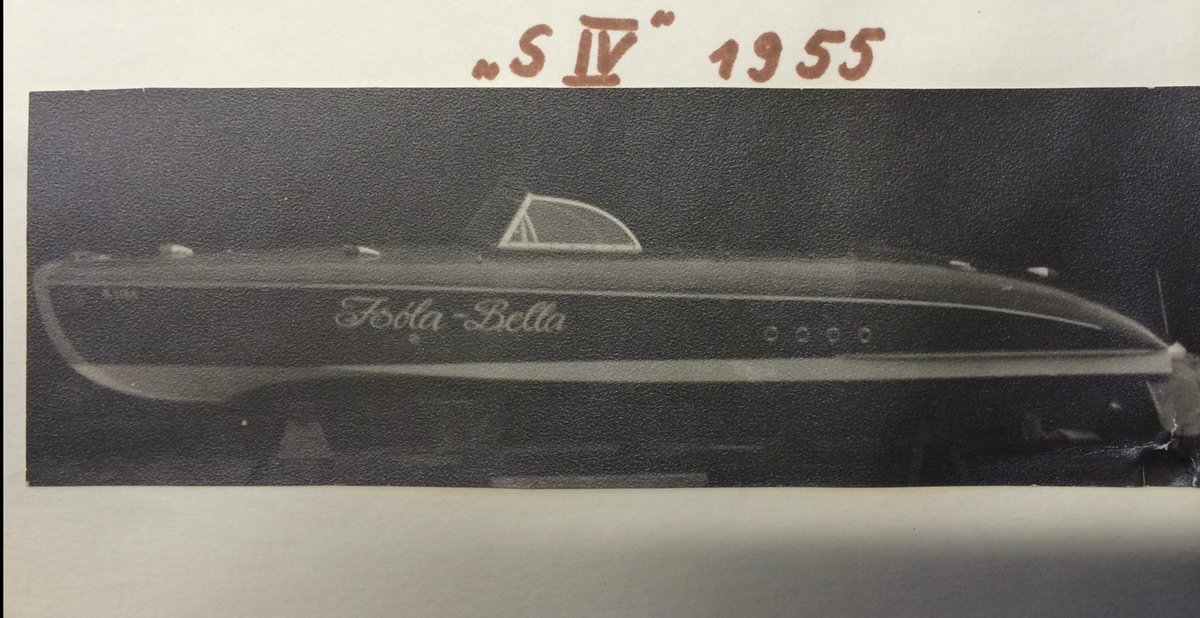 „S IV" 1955
Isola-Bella